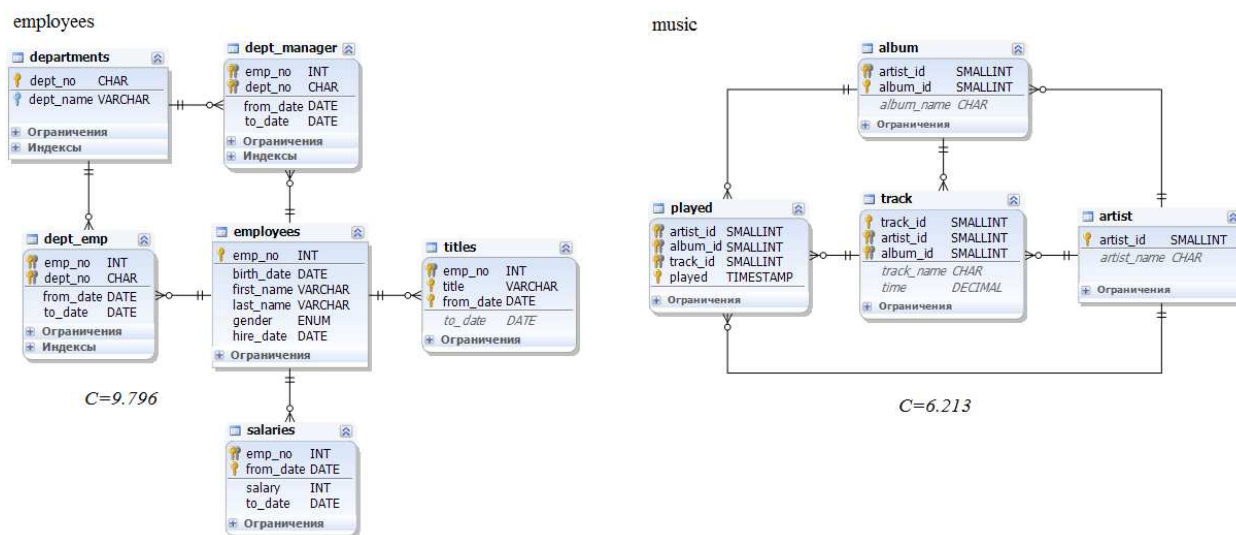 employees
departments
dept_no CHAR
dept_name VARCHAR
Ограничения
Индексы
dept_manager
emp_no INT
dept_no CHAR
from_date DATE
to_date DATE
Ограничения
Индексы
dept_emp
emp_no INT
dept_no CHAR
from_date DATE
to_date DATE
Ограничения
Индексы
employees
emp_no INT
birth_date DATE
first_name VARCHAR
last_name VARCHAR
gender ENUM
hire_date DATE
Ограничения
titles
emp_no INT
title VARCHAR
from_date DATE
to_date DATE
Ограничения
C=9.796
salaries
emp_no INT
from_date DATE
salary INT
to_date DATE
Ограничения
music
album
artist_id SMALLINT
album_id SMALLINT
album_name CHAR
Ограничения
played
artist_id SMALLINT
album_id SMALLINT
track_id SMALLINT
played TIMESTAMP
Ограничения
track
track_id SMALLINT
artist_id SMALLINT
album_id SMALLINT
track_name CHAR
time DECIMAL
Ограничения
artist
artist_id SMALLINT
artist_name CHAR
Ограничения
C=6.213